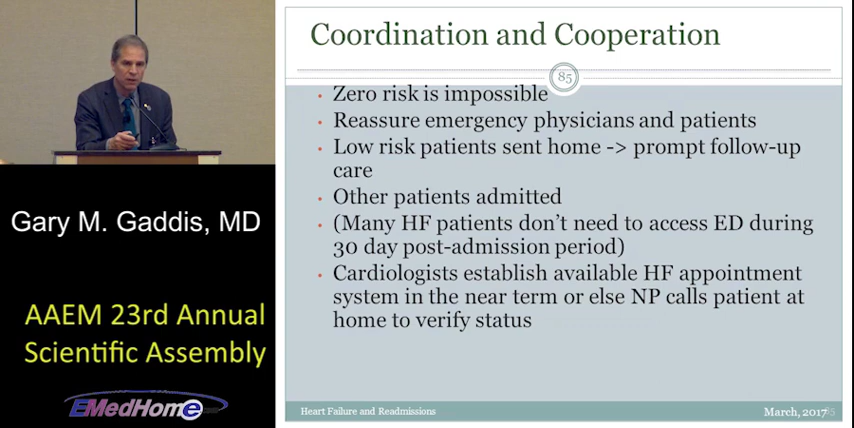 Coordination and Cooperation
85
• Zero risk is impossible
• Reassure emergency physicians and patients
• Low risk patients sent home -> prompt follow-up
care
• Other patients admitted
• (Many HF patients don't need to access ED during
30 day post-admission period)
• Cardiologists establish available HF appointment
system in the near term or else NP calls patient at
home to verify status
Heart Failure and Readmissions
March, 2017
85
Gary M. Gaddis, MD
AAEM 23rd Annual
Scientific Assembly
EMedHome